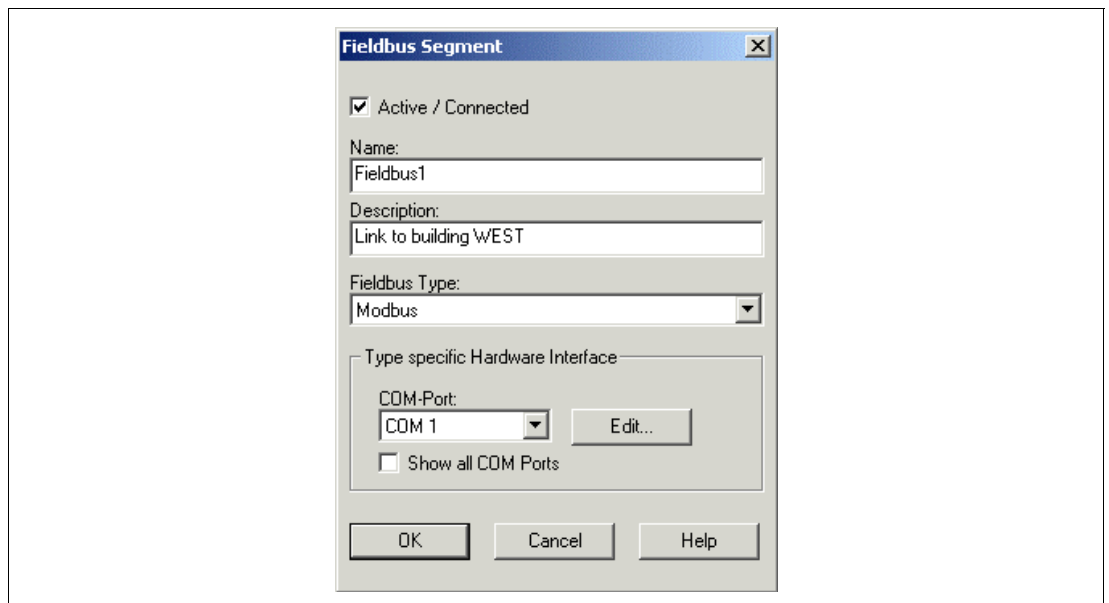 Fieldbus Segment
Active / Connected
Name:
Fieldbus1
Description:
Link to building WEST
Fieldbus Type:
Modbus
Type specific Hardware Interface
COM-Port:
COM 1
Edit...
Show all COM Ports
OK
Cancel
Help